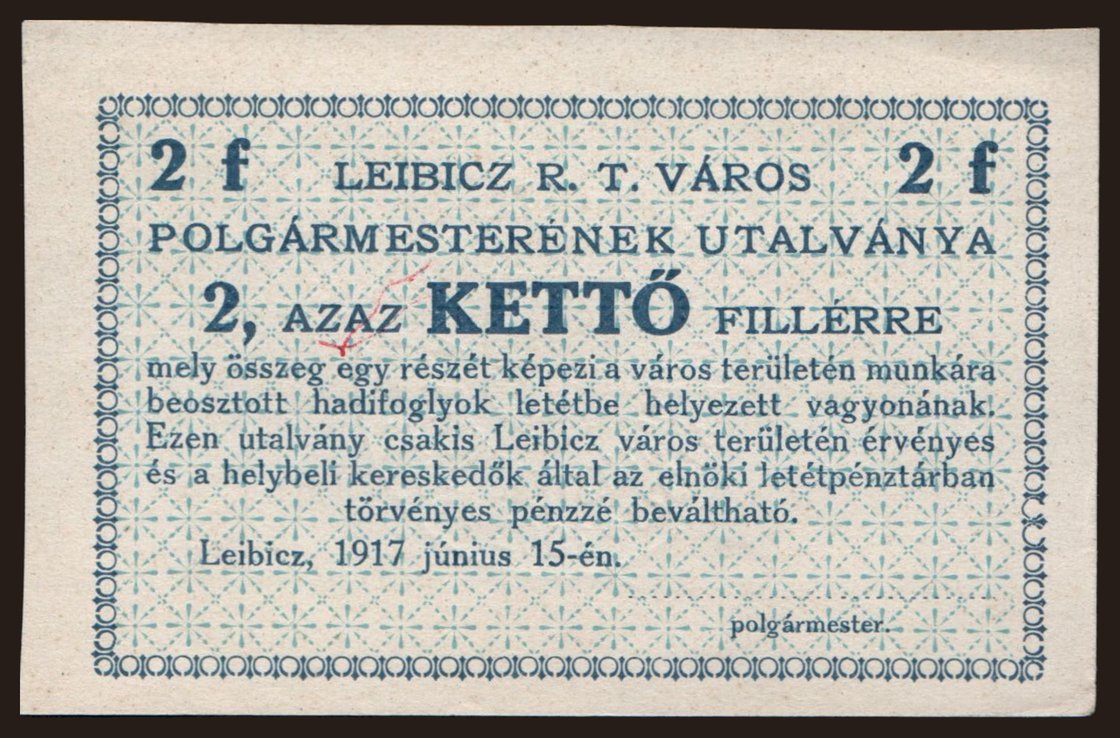 2 f LEIBICZ R. T. VÁROS 2 f
POLGÁRMESTERÉNEK UTALVÁNYA
2, AZAZ KETTŐ FILLÉRRE
mely összeg egy részét képezi a város területén munkára
beosztott hadifoglyok letétbe helyezett vagyonának.
Ezen utalvány csakis Leibicz város területén érvényes
és a helybeli kereskedők által az elnöki letétpénztárban
törvényes pénzzé beváltható.
Leibicz, 1917 június 15-én.
polgármester.